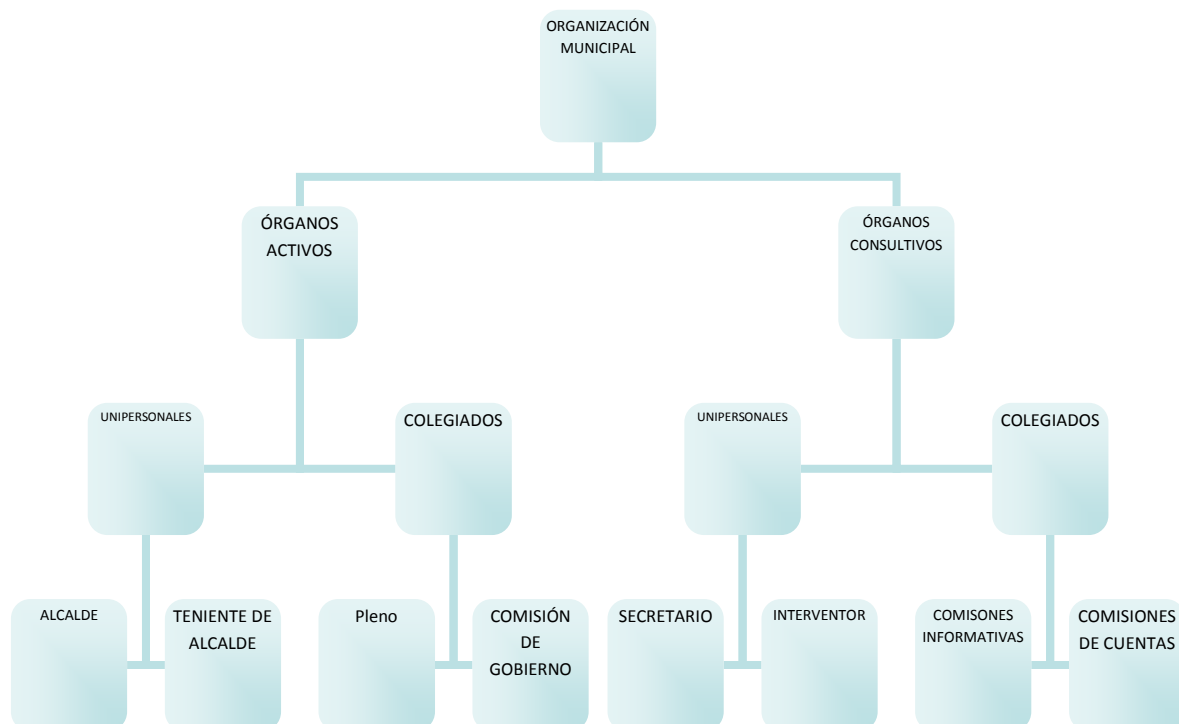 ORGANIZACIÓN
MUNICIPAL
ÓRGANOS
ACTIVOS
ÓRGANOS
CONSULTIVOS
UNIPERSONALES
COLEGIADOS
UNIPERSONALES
COLEGIADOS
ALCALDE
TENIENTE DE
ALCALDE
Pleno
COMISIÓN
DE
GOBIERNO
SECRETARIO
INTERVENTOR
COMISONES
INFORMATIVAS
COMISIONES
DE CUENTAS